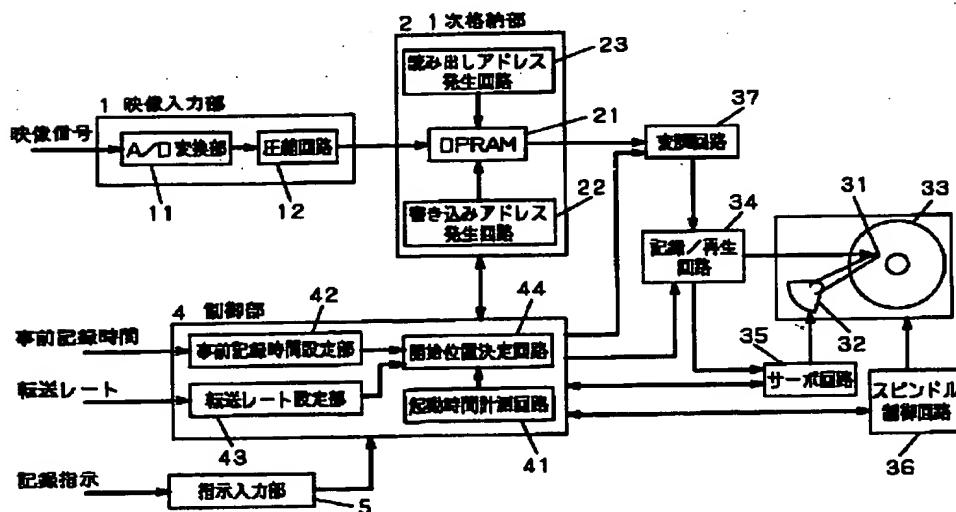 2 1次格納部
23
読み出しアドレス
発生回路
1 映像入力部
映像信号
A/D変換部
圧縮回路
11
12
21
DPRAM
22
書き込みアドレス
発生回路
37
変調回路
34
記録/再生
回路
31
33
32
35
サーボ回路
スピンドル
制御回路
36
4 制御部
42
44
事前記録時間
事前記録時間設定部
開始位置決定回路
転送レート
転送レート設定部
起動時間計測回路
43
41
記録指示
指示入力部
5